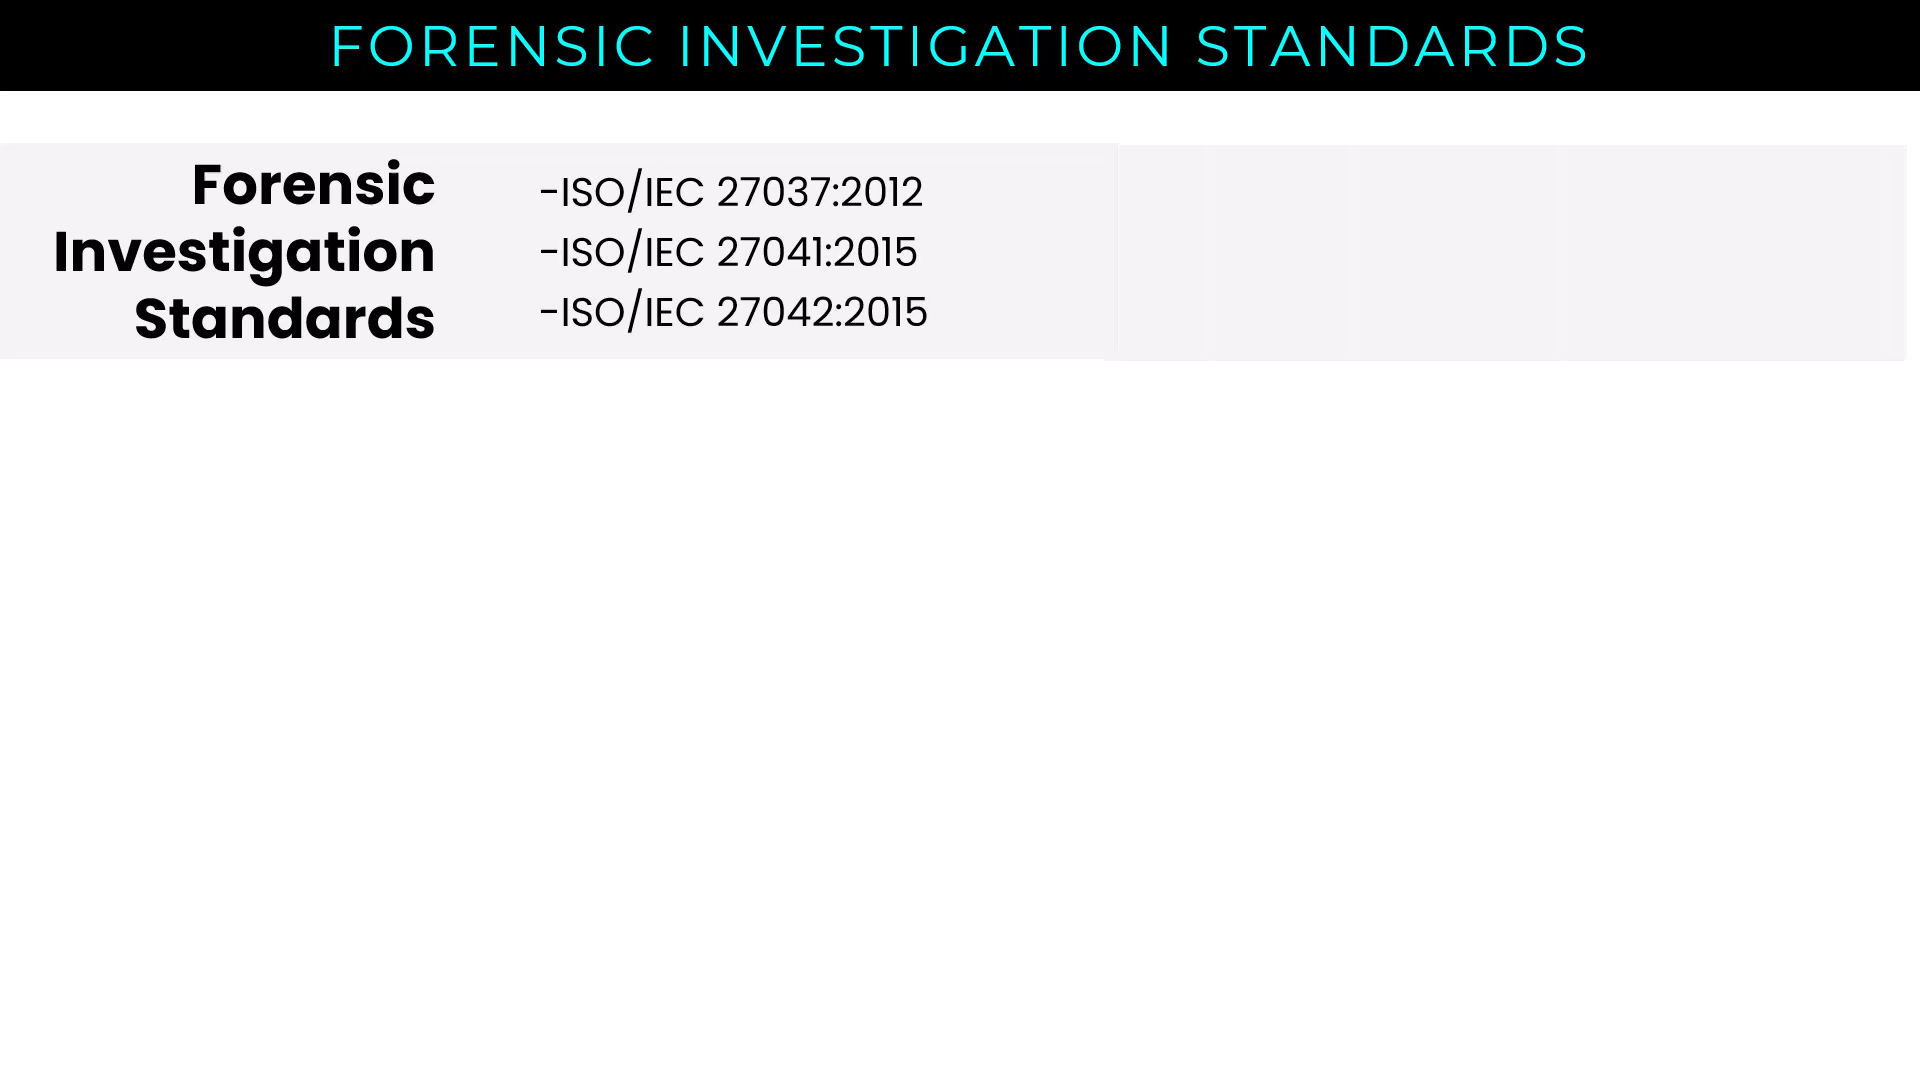 FORENSIC INVESTIGATION STANDARDS
Forensic
Investigation
Standards
-ISO/IEC 27037:2012
-ISO/IEC 27041:2015
-ISO/IEC 27042:2015